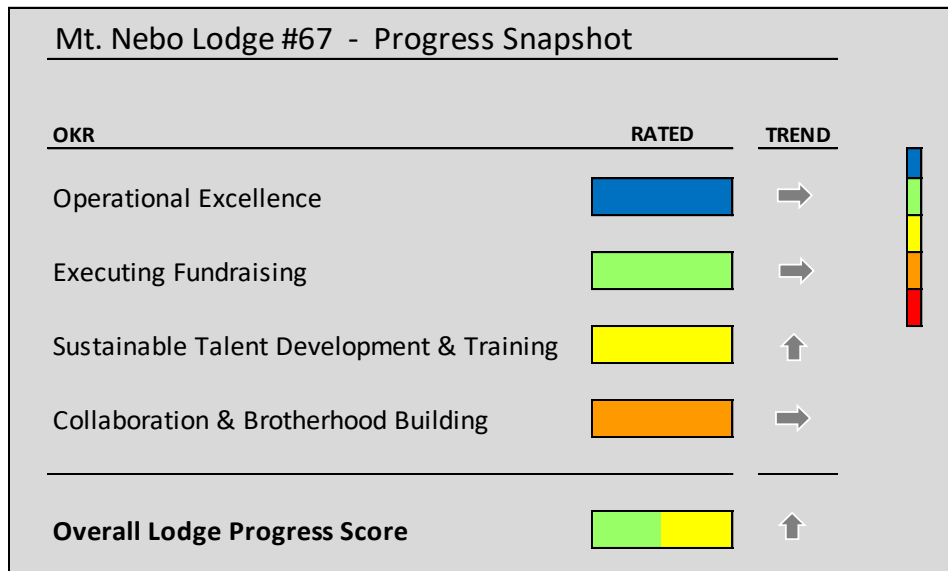 Mt. Nebo Lodge #67 - Progress Snapshot
OKR RATED TREND
Operational Excellence
Executing Fundraising
Sustainable Talent Development & Training
Collaboration & Brotherhood Building
Overall Lodge Progress Score